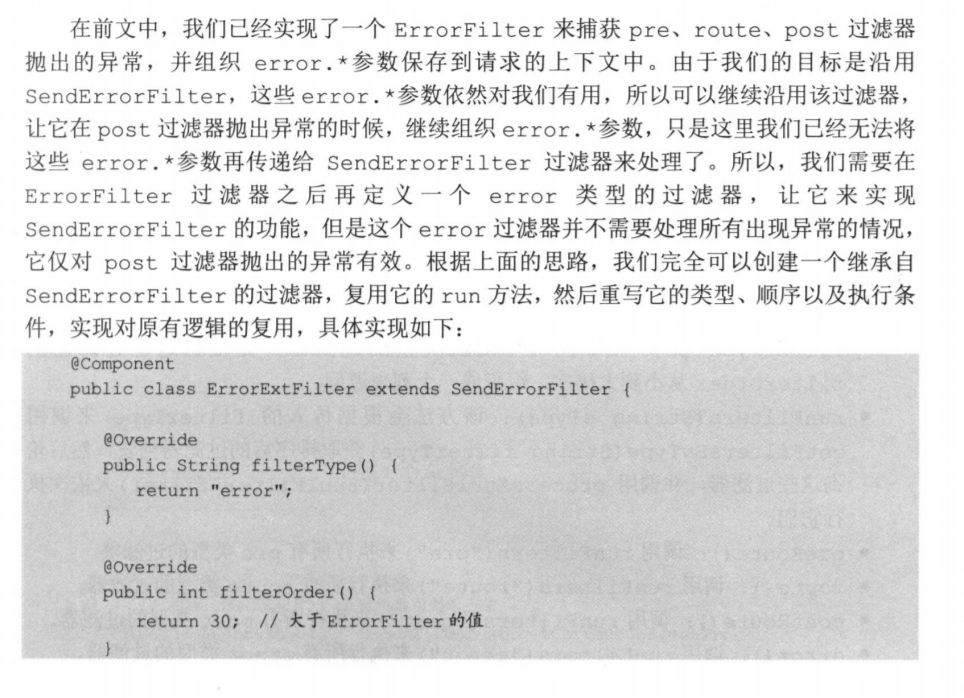 在前文中，我们已经实现了一个 ErrorFilter 来捕获 pre、route、post 过滤器
抛出的异常，并组织 error.*参数保存到请求的上下文中。由于我们的目标是沿用
SendErrorFilter，这些 error.*参数依然对我们有用，所以可以继续沿用该过滤器，
让它在 post 过滤器抛出异常的时候，继续组织 error.*参数，只是这里我们已经无法将
这些 error.*参数再传递给 SendErrorFilter 过滤器来处理了。所以，我们需要在
ErrorFilter 过滤器之后再定义一个 error 类型的过滤器，让它来实现
SendErrorFilter 的功能，但是这个 error 过滤器并不需要处理所有出现异常的情况，
它仅对 post 过滤器抛出的异常有效。根据上面的思路，我们完全可以创建一个继承自
SendErrorFilter 的过滤器，复用它的 run 方法，然后重写它的类型、顺序以及执行条
件，实现对原有逻辑的复用，具体实现如下：
@Component
public class ErrorExtFilter extends SendErrorFilter {
@Override
public String filterType() {
return "error";
}
@Override
public int filterOrder() {
return 30; // 大于 ErrorFilter 的值
}